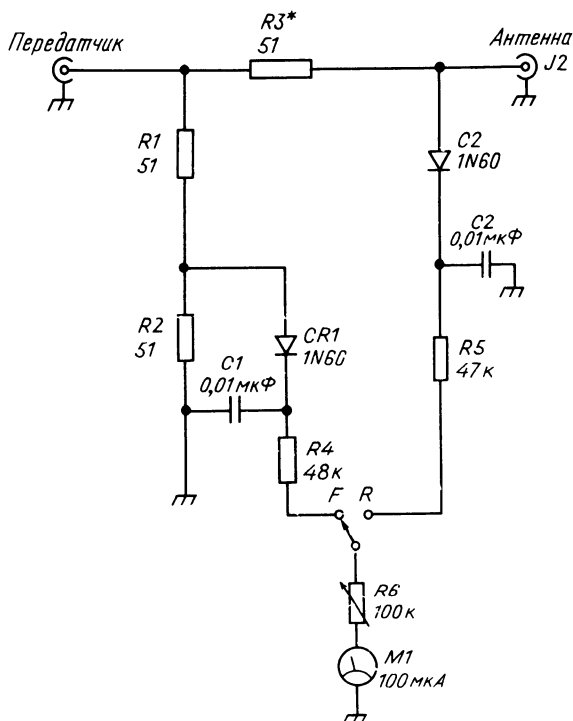 Передатчик
R3*
51
Антенна
J2
R1
51
C2
1N60
C2
0,01мкФ
R2
51
CR1
1N60
C1
0,01мкФ
R5
47к
R4
48к
F
R
R6
100к
M1
100мкА